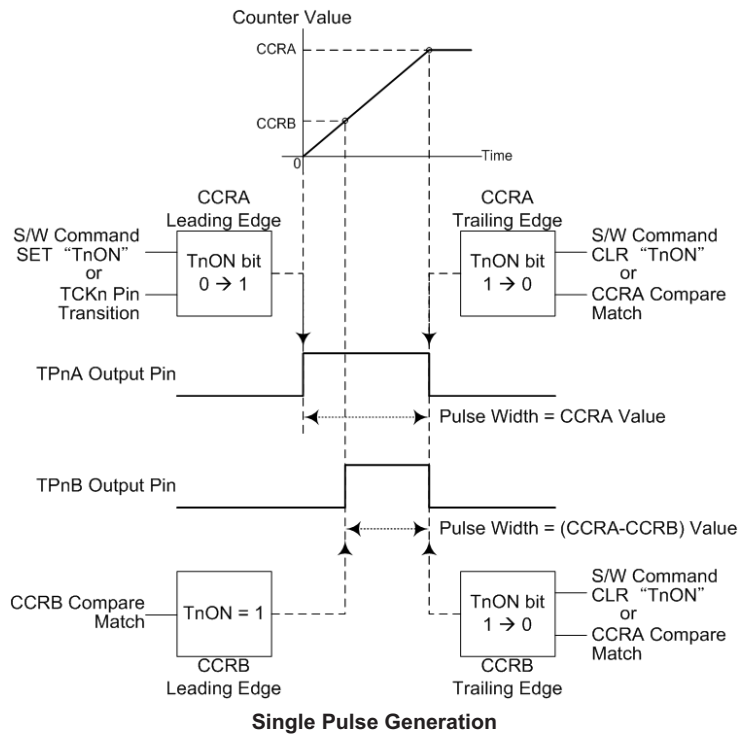 Counter Value
CCRA
CCRB
0
Time
CCRA
Leading Edge
S/W Command
SET “TnON”
or
TCKn Pin
Transition
TnON bit
0 → 1
CCRA
Trailing Edge
TnON bit
1 → 0
S/W Command
CLR “TnON”
or
CCRA Compare
Match
TPnA Output Pin
Pulse Width = CCRA Value
TPnB Output Pin
Pulse Width = (CCRA-CCRB) Value
CCRB Compare
Match
TnON = 1
CCRB
Leading Edge
TnON bit
1 → 0
S/W Command
CLR “TnON”
or
CCRA Compare
Match
CCRB
Trailing Edge
Single Pulse Generation